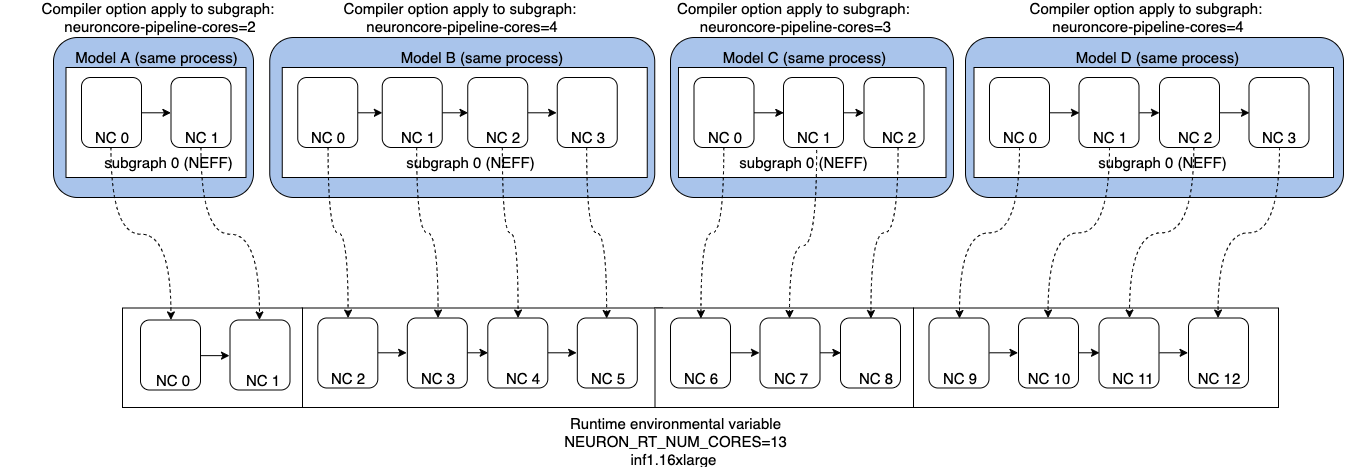 Compiler option apply to subgraph:
neuroncore-pipeline-cores=2
Compiler option apply to subgraph:
neuroncore-pipeline-cores=4
Compiler option apply to subgraph:
neuroncore-pipeline-cores=3
Compiler option apply to subgraph:
neuroncore-pipeline-cores=4
Model A (same process)
NC 0
NC 1
subgraph 0 (NEFF)
Model B (same process)
NC 0
NC 1
NC 2
NC 3
subgraph 0 (NEFF)
Model C (same process)
NC 0
NC 1
NC 2
subgraph 0 (NEFF)
Model D (same process)
NC 0
NC 1
NC 2
NC 3
subgraph 0 (NEFF)
NC 0
NC 1
NC 2
NC 3
NC 4
NC 5
NC 6
NC 7
NC 8
NC 9
NC 10
NC 11
NC 12
Runtime environmental variable
NEURON_RT_NUM_CORES=13
inf1.16xlarge